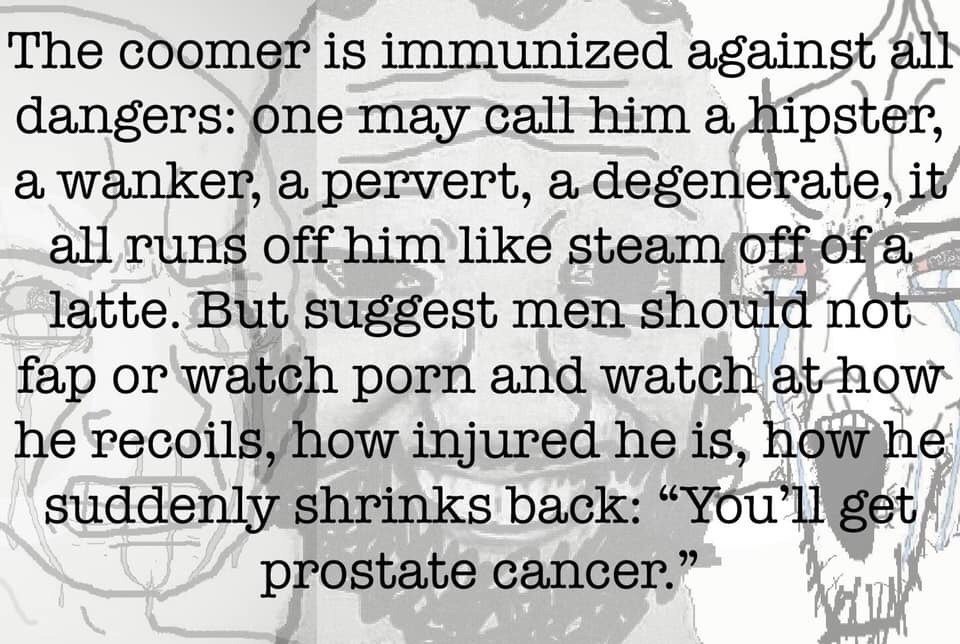 The coomer is immunized against all
dangers: one may call him a hipster,
a wanker, a pervert, a degenerate, it
all runs off him like steam off of a
latte. But suggest men should not
fap or watch porn and watch at how
he recoils, how injured he is, how he
suddenly shrinks back: “You’ll get
prostate cancer.”